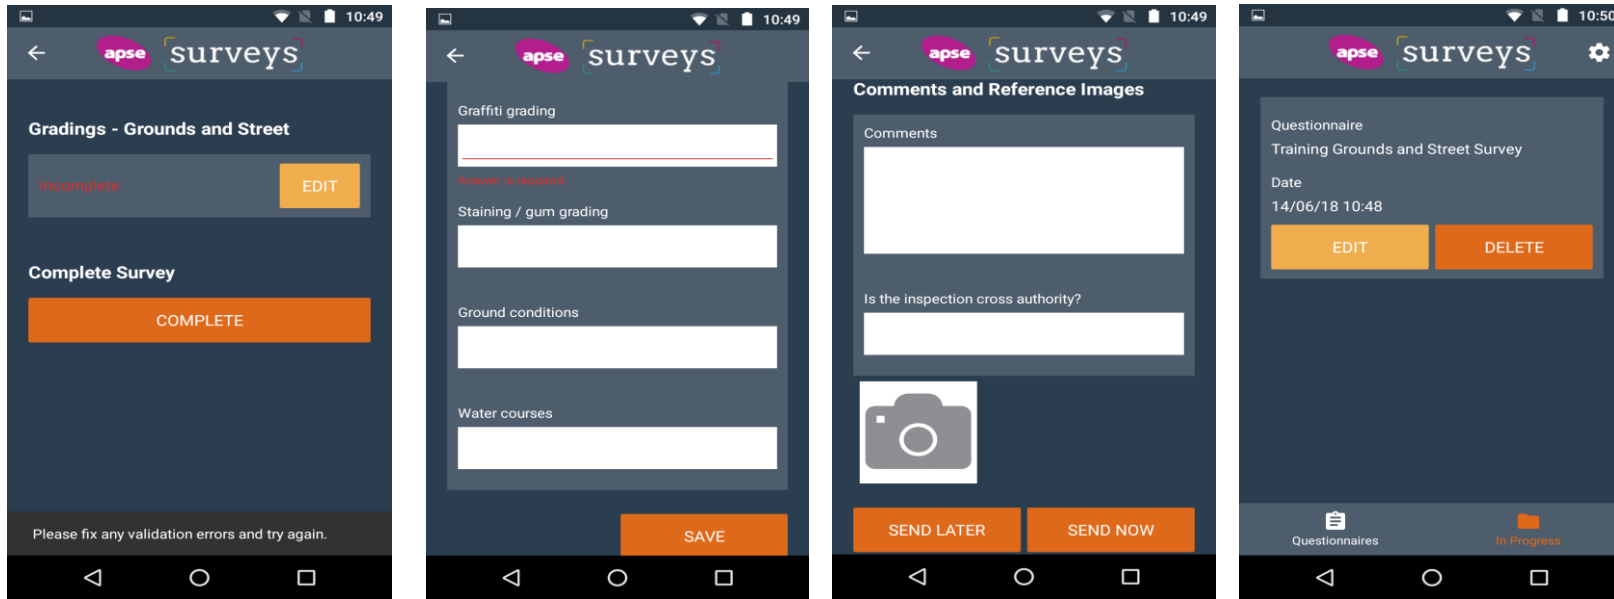 10:49
apse surveys
Gradings - Grounds and Street
Incomplete
EDIT
Complete Survey
COMPLETE
Please fix any validation errors and try again.
10:49
apse surveys
Graffiti grading
Answer is required
Staining / gum grading
Ground conditions
Water courses
SAVE
10:49
apse surveys
Comments and Reference Images
Comments
Is the inspection cross authority?
SEND LATER
SEND NOW
10:50
apse surveys
Questionnaire
Training Grounds and Street Survey
Date
14/06/18 10:48
EDIT
DELETE
Questionnaires
In Progress